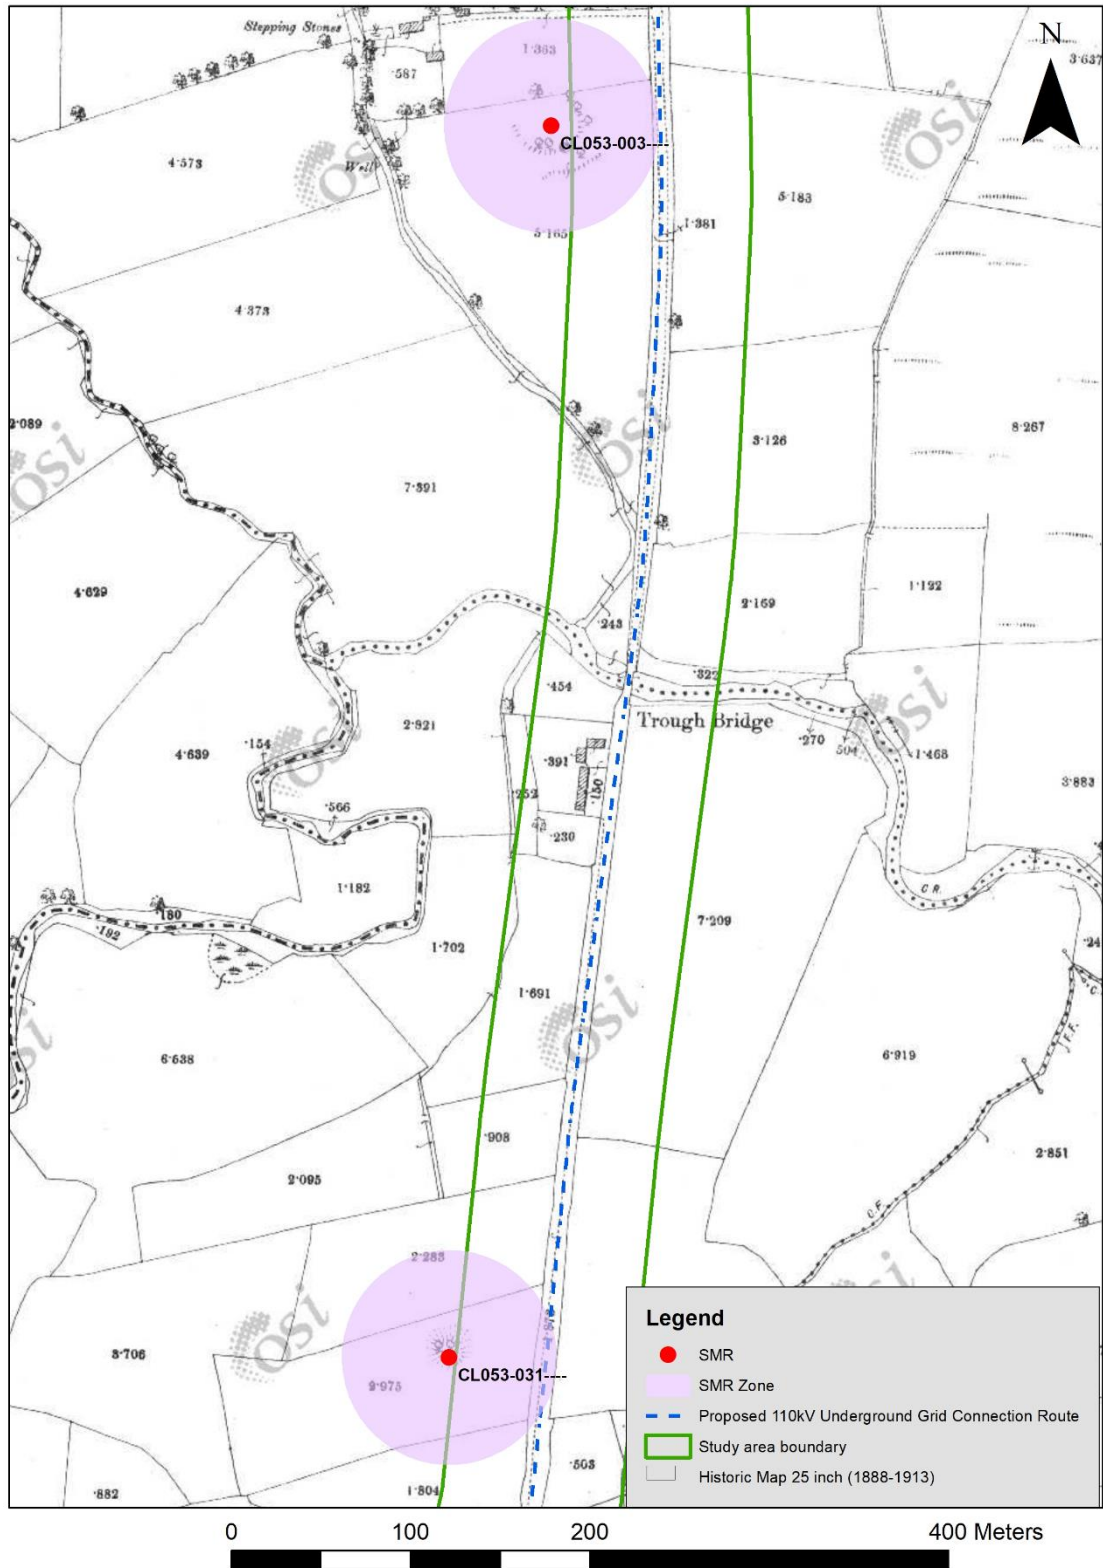 Stepping Stones
N
1·363
3·637
·587
CL053-003----
4·573
Well
5·183
5·165
1·381
osi
4·373
2·089
3·126
8·267
7·391
4·629
1·122
2·169
·243
·322
·454
Trough Bridge
2·821
·154
4·639
·270
·504
1·468
·391
·150
3·883
·252
·566
·230
1·182
C.R.
·180
·192
7·209
1·702
·24
1·691
6·638
F.F.
6·919
·908
2·851
2·095
C.F.
2·283
3·706
CL053-031----
2·975
·503
·882
1·804
Legend
SMR
SMR Zone
Proposed 110kV Underground Grid Connection Route
Study area boundary
Historic Map 25 inch (1888-1913)
0 100 200 400 Meters